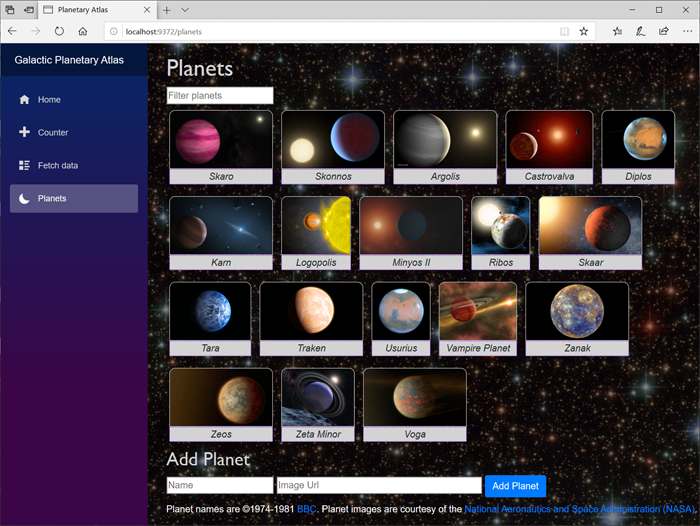 Planetary Atlas
localhost:9372/planets
Galactic Planetary Atlas
Home
Counter
Fetch data
Planets
Planets
Filter planets
Skaro Skonnos Argolis Castrovalva Diplos
Karn Logopolis Minyos II Ribos Skaar
Tara Traken Usurius Vampire Planet Zanak
Zeos Zeta Minor Voga
Add Planet
Name Image Url Add Planet
Planet names are ©1974-1981 BBC. Planet images are courtesy of the National Aeronautics and Space Administration (NASA)